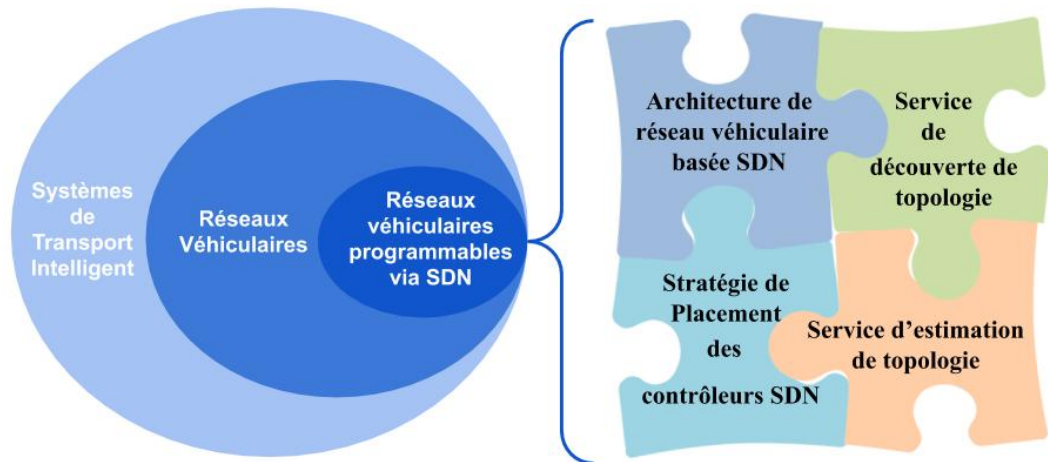 Systèmes
de
Transport
Intelligent
Réseaux
Véhiculaires
Réseaux
véhiculaires
programmables
via SDN
Architecture de
réseau véhiculaire
basée SDN
Service
de
découverte de
topologie
Stratégie de
Placement
des
contrôleurs SDN
Service d’estimation
de topologie